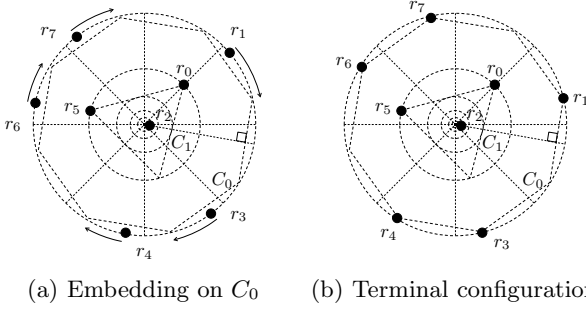 r7
r1
r0
r2
r5
r6
C1
C0
r3
r4
(a) Embedding on C0
r7
r6
r0
r1
r5
r2
C1
C0
r4
r3
(b) Terminal configuration